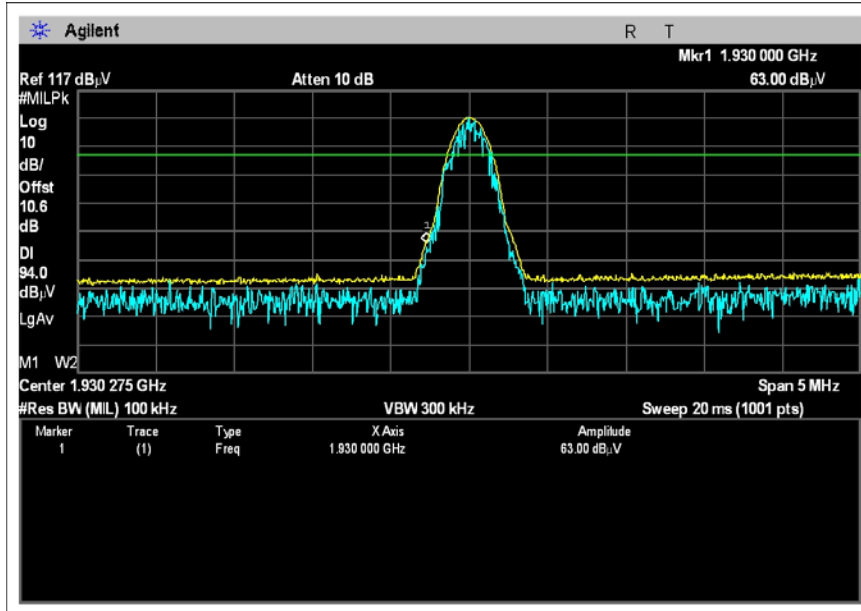 Agilent R T
Mkr1 1.930 000 GHz
Ref 117 dBµV Atten 10 dB 63.00 dBµV
#MILPk
Log
10
dB/
Offst
10.6
dB
DI
94.0
dBµV
LgAv
M1 W2
1
Center 1.930 275 GHz Span 5 MHz
#Res BW (MIL) 100 kHz VBW 300 kHz Sweep 20 ms (1001 pts)
Marker Trace Type X Axis Amplitude
1 (1) Freq 1.930 000 GHz 63.00 dBµV